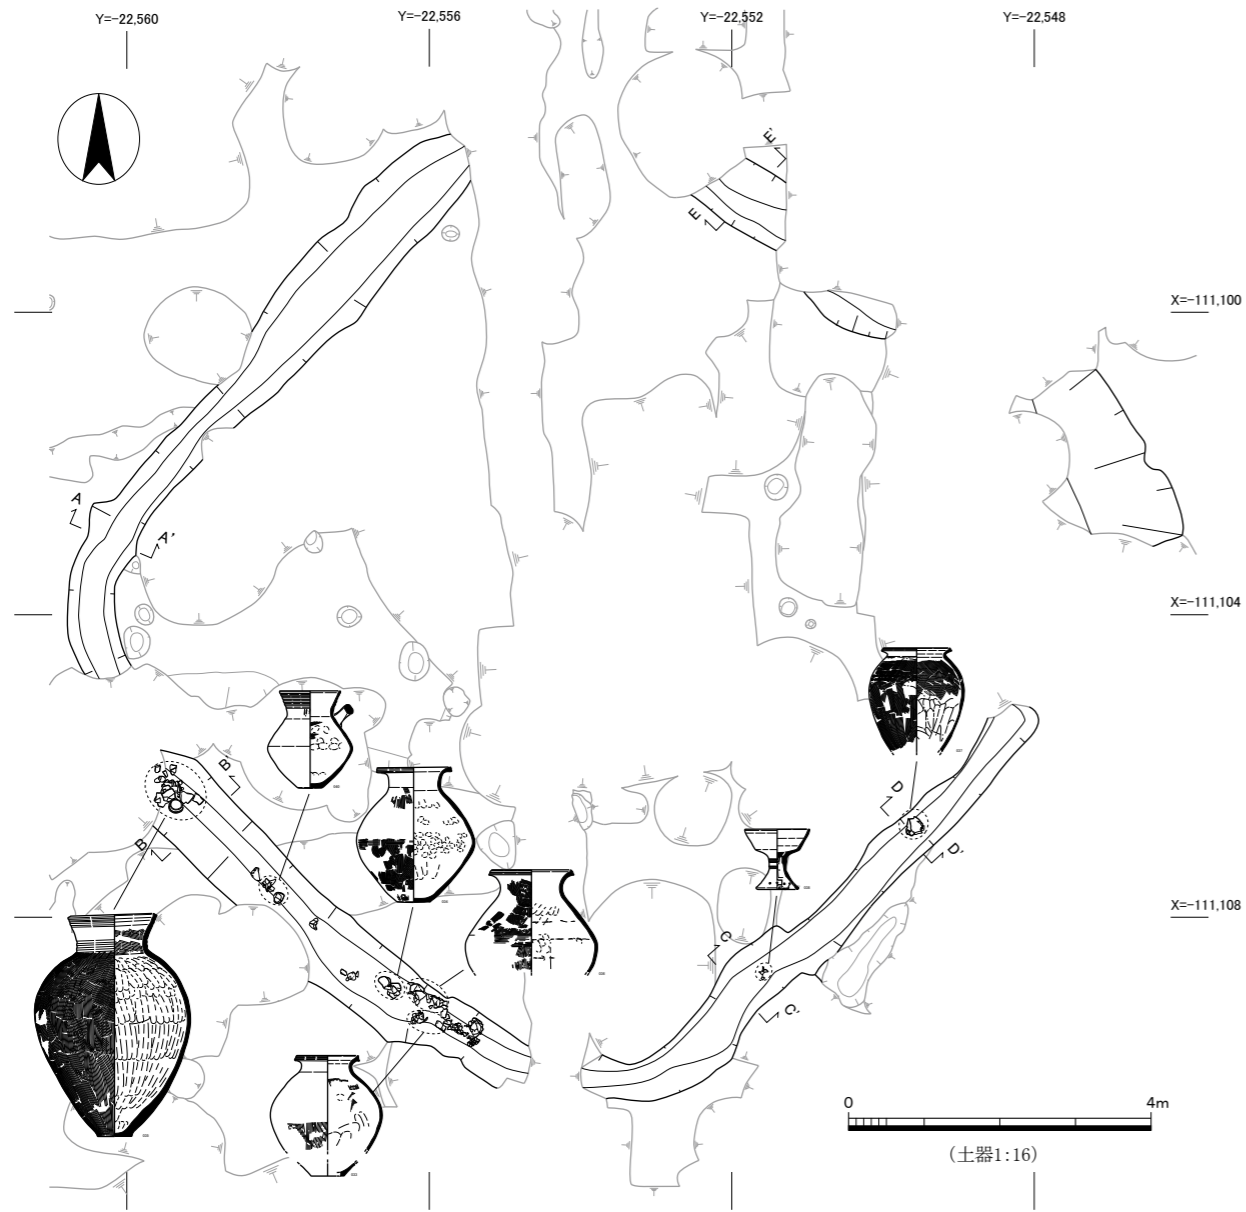 Y=-22,560
Y=-22,556
Y=-22,552
Y=-22,548
E'
E
X=-111,100
A
A'
X=-111,104
B'
B
D
D'
X=-111,108
C
C'
0
4m
(土器1:16)